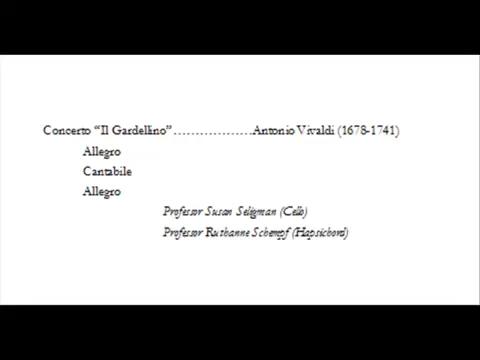 Concerto “Il Gardellino”………………Antonio Vivaldi (1678-1741)
Allegro
Cantabile
Allegro
Professor Susan Seligman (Cello)
Professor Ruthanne Schempf (Hapsichord)